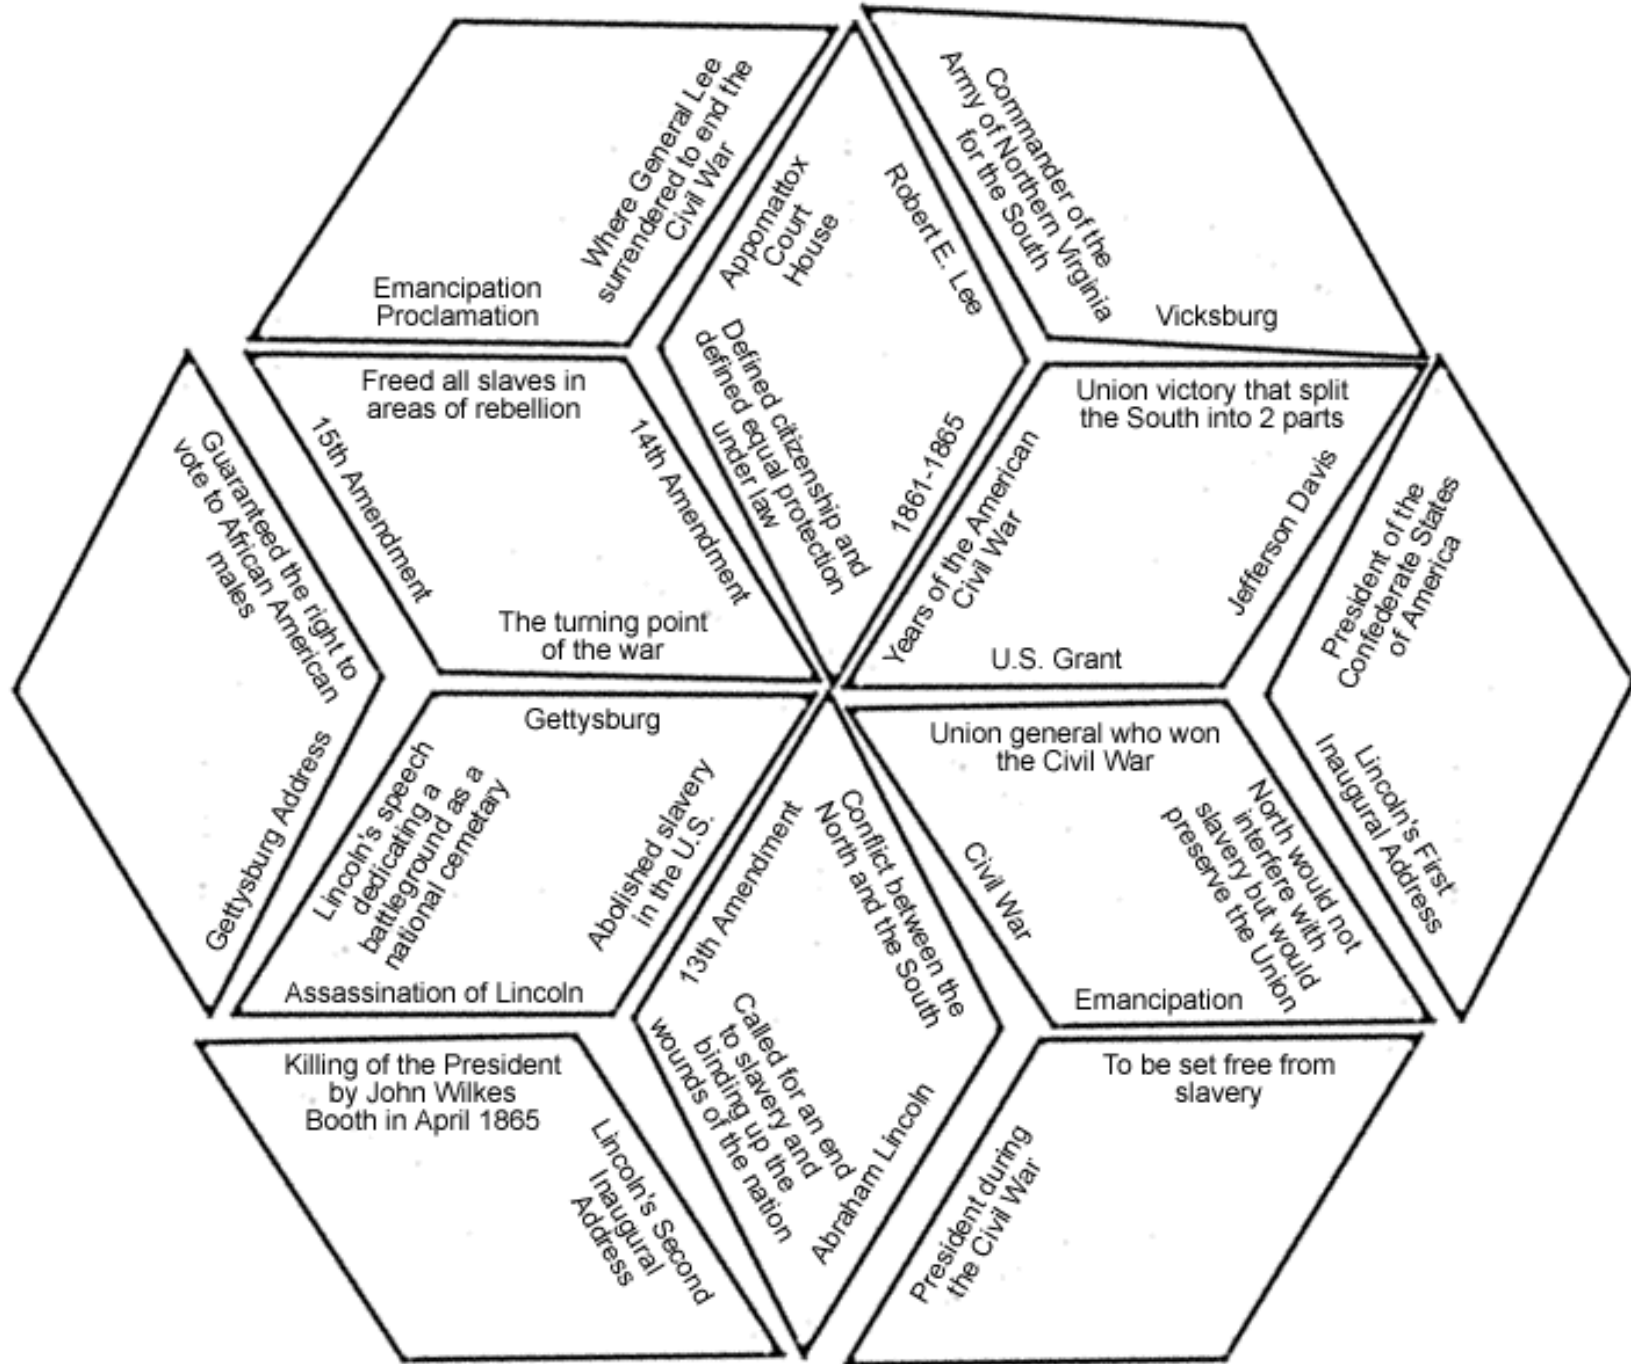 Where General Lee
surrendered to end the
Civil War
Emancipation
Proclamation
Appomattox
Court
House
Robert E. Lee
Defined citizenship and
defined equal protection
under law
1861-1865
Commander of the
Army of Northern Virginia
for the South
Vicksburg
Freed all slaves in
areas of rebellion
15th Amendment
14th Amendment
The turning point
of the war
Union victory that split
the South into 2 parts
Years of the American
Civil War
Jefferson Davis
U.S. Grant
Guaranteed the right to
vote to African American
males
Gettysburg Address
President of the
Confederate States
of America
Lincoln's First
Inaugural Address
Gettysburg
Lincoln's speech
dedicating a
battleground as a
national cemetary
Abolished slavery
in the U.S.
Assassination of Lincoln
13th Amendment
Conflict between the
North and the South
Called for an end
to slavery and
binding up the
wounds of the nation
Abraham Lincoln
Union general who won
the Civil War
Civil War
North would not
interfere with
slavery but would
preserve the Union
Emancipation
Killing of the President
by John Wilkes
Booth in April 1865
Lincoln's Second
Inaugural
Address
To be set free from
slavery
President during
the Civil War